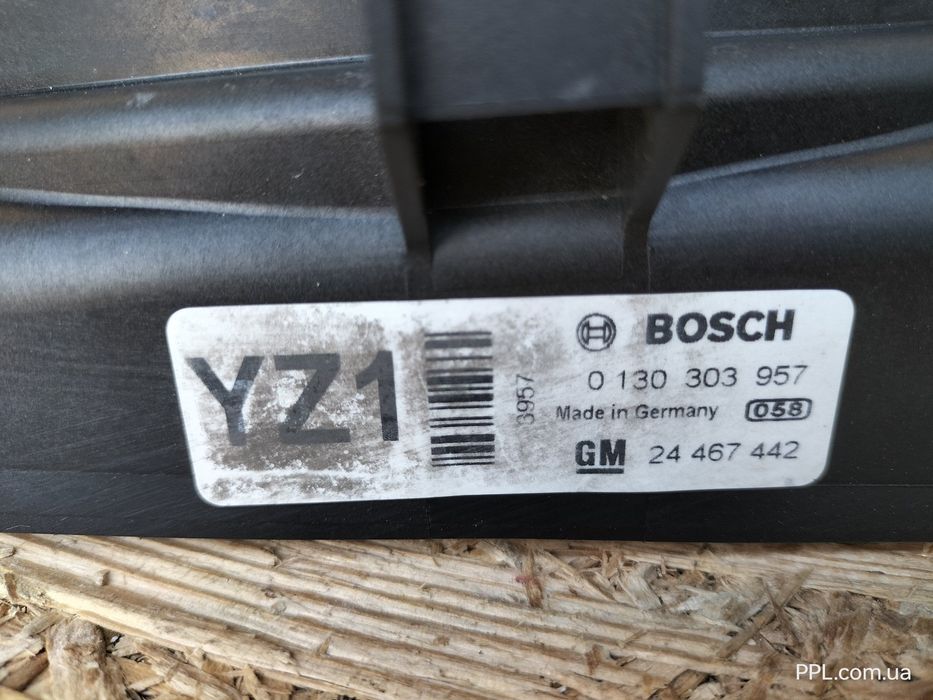 YZ1
3957
BOSCH
0 130 303 957
Made in Germany 058
GM 24 467 442
PPL.com.ua